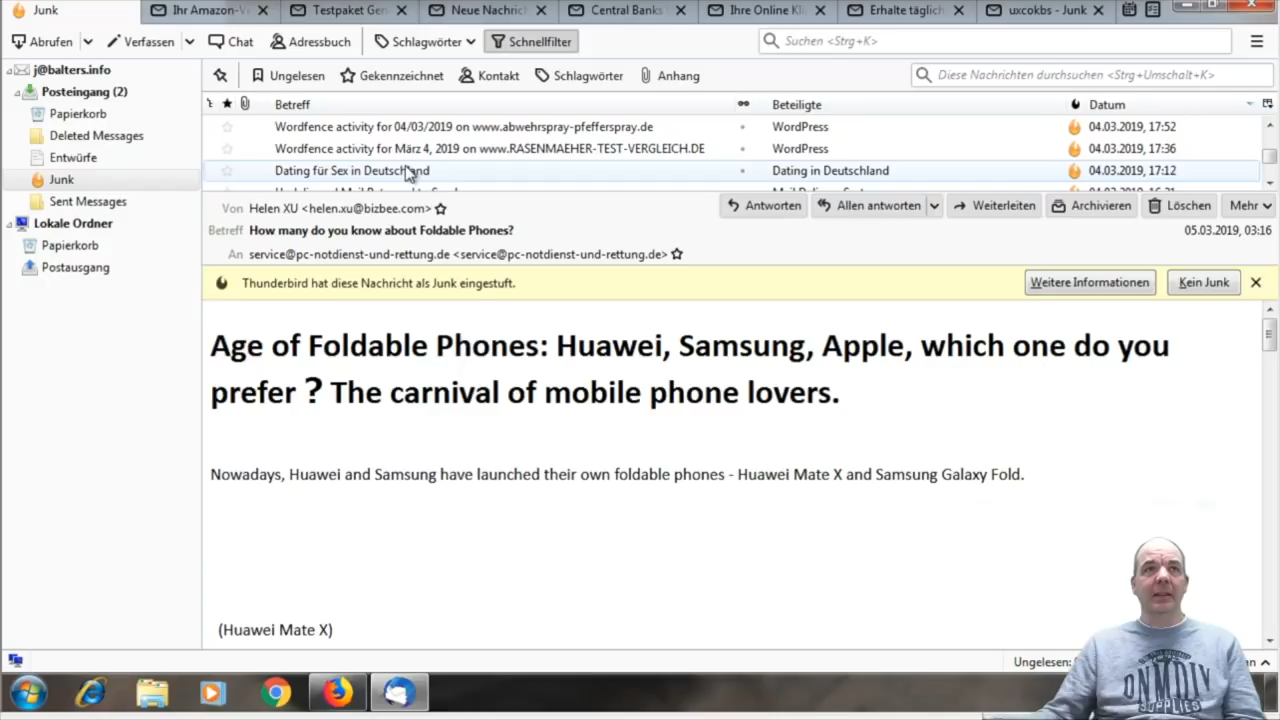 Junk
Ihr Amazon-V
Testpaket Gen
Neue Nachrich
Central Banks
Ihre Online Kl
Erhalte täglich
uxcokbs - Junk
Abrufen
Verfassen
Chat
Adressbuch
Schlagwörter
Schnellfilter
Suchen <Strg+K>
j@balters.info
Posteingang (2)
Papierkorb
Deleted Messages
Entwürfe
Junk
Sent Messages
Lokale Ordner
Papierkorb
Postausgang
Ungelesen
Gekennzeichnet
Kontakt
Schlagwörter
Anhang
Diese Nachrichten durchsuchen <Strg+Umschalt+K>
Betreff
Beteiligte
Datum
Wordfence activity for 04/03/2019 on www.abwehrspray-pfefferspray.de
WordPress
04.03.2019, 17:52
Wordfence activity for März 4, 2019 on www.RASENMAEHER-TEST-VERGLEICH.DE
WordPress
04.03.2019, 17:36
Dating für Sex in Deutschland
Dating in Deutschland
04.03.2019, 17:12
Von Helen XU <helen.xu@bizbee.com>
Antworten
Allen antworten
Weiterleiten
Archivieren
Löschen
Mehr
Betreff How many do you know about Foldable Phones?
05.03.2019, 03:16
An service@pc-notdienst-und-rettung.de <service@pc-notdienst-und-rettung.de>
Thunderbird hat diese Nachricht als Junk eingestuft.
Weitere Informationen
Kein Junk
Age of Foldable Phones: Huawei, Samsung, Apple, which one do you
prefer ? The carnival of mobile phone lovers.
Nowadays, Huawei and Samsung have launched their own foldable phones - Huawei Mate X and Samsung Galaxy Fold.
(Huawei Mate X)
Ungelesen:
ONMDIV
SUPPLIES